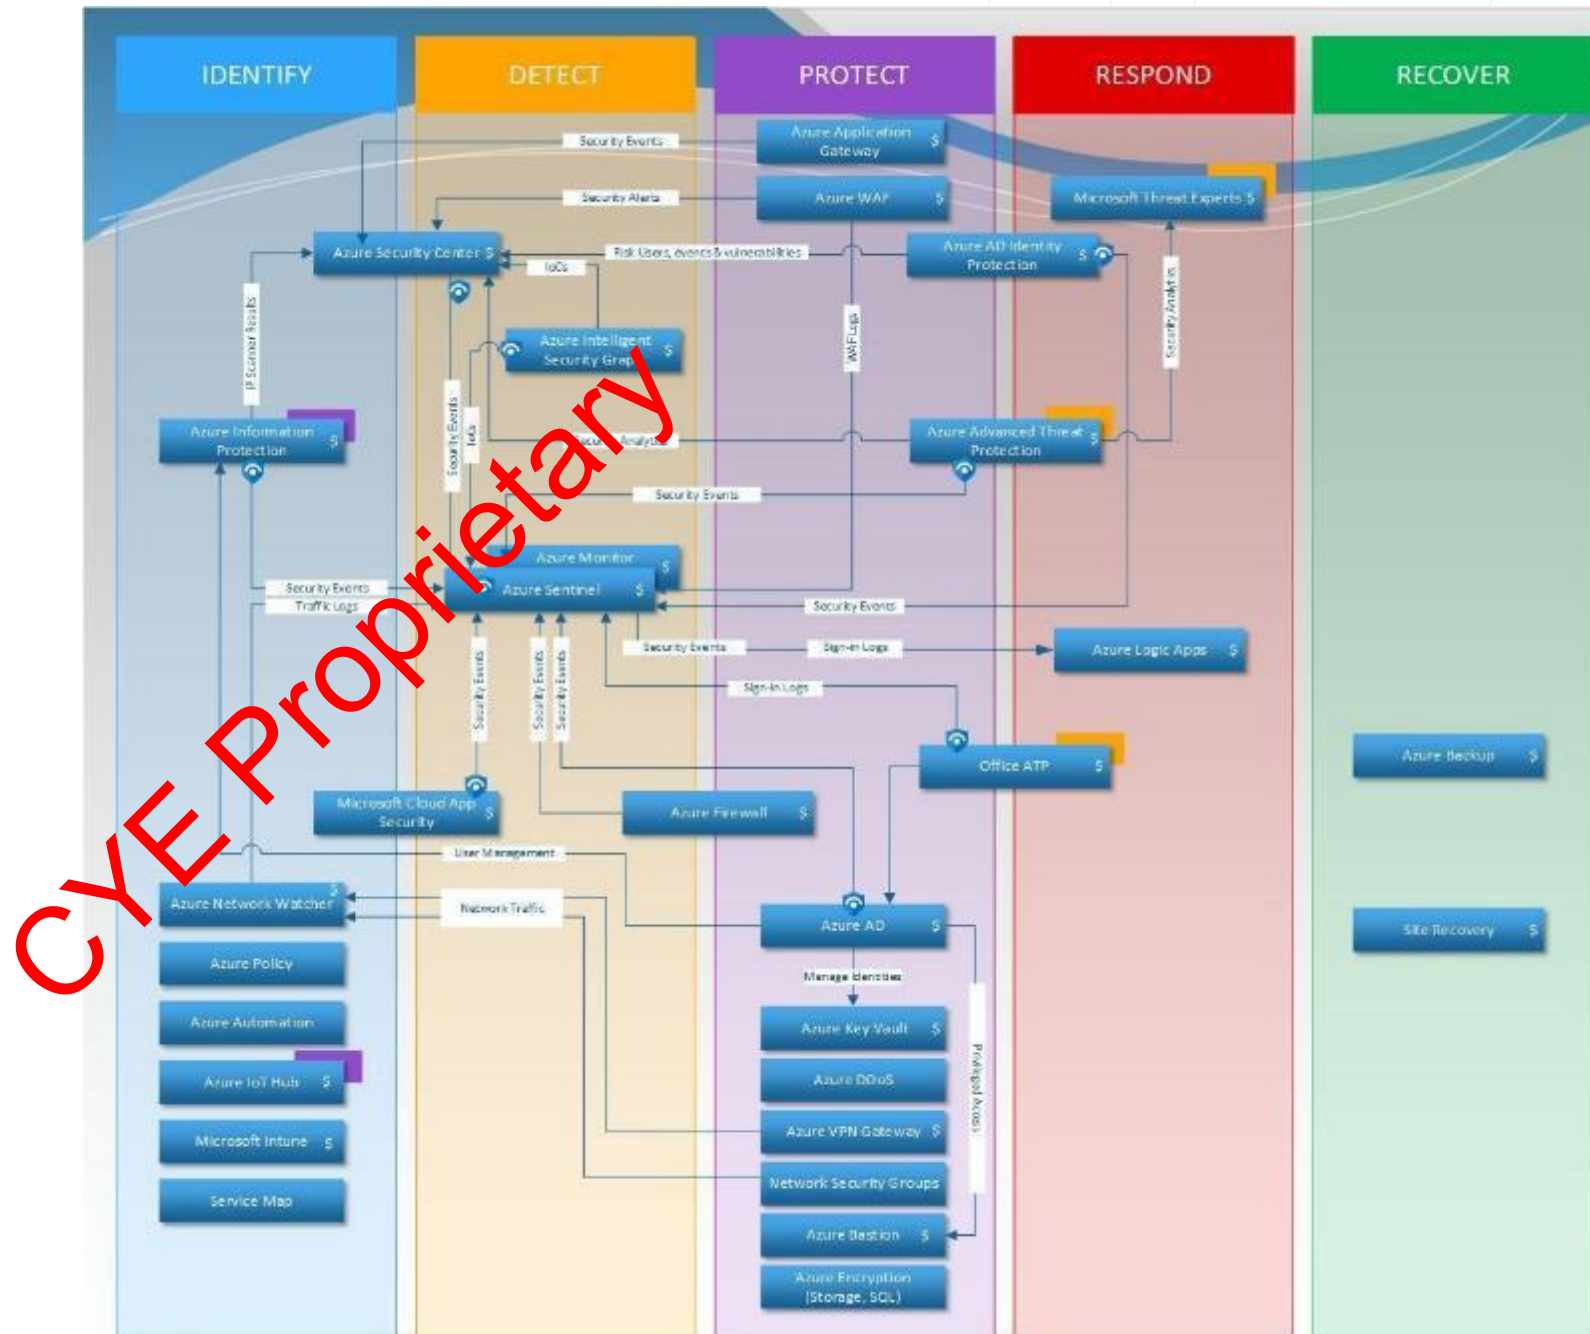 IDENTIFY
DETECT
PROTECT
RESPOND
RECOVER
Security Events
Azure Application
Gateway
$
Security Alerts
Azure WAF
$
Microsoft Threat Experts $
Azure Security Center $
Risk Users, events & vulnerabilities
Azure AD Identity
Protection
$
IoCs
IP Scanner Results
Azure Intelligent
Security Graph
$
WAF Logs
Security Analytics
Security Events
IoCs
Azure Information
Protection
$
Security Analytics
Azure Advanced Threat
Protection
$
Security Events
Azure Monitor
$
Azure Sentinel
$
Security Events
Traffic Logs
Security Events
Security Events
Sign-in Logs
Azure Logic Apps
$
Security Events
Security Events
Security Events
Sign-in Logs
Office ATP
$
Azure Backup
$
Microsoft Cloud App
Security
$
Azure Firewall
$
User Management
Azure Network Watcher
$
Network Traffic
Azure AD
$
Site Recovery
$
Azure Policy
Manage Identities
Azure Automation
Azure Key Vault
$
Privileged Access
Azure IoT Hub
$
Azure DDoS
Microsoft Intune
$
Azure VPN Gateway
$
Service Map
Network Security Groups
Azure Bastion
$
Azure Encryption
(Storage, SQL)
CYE Proprietary